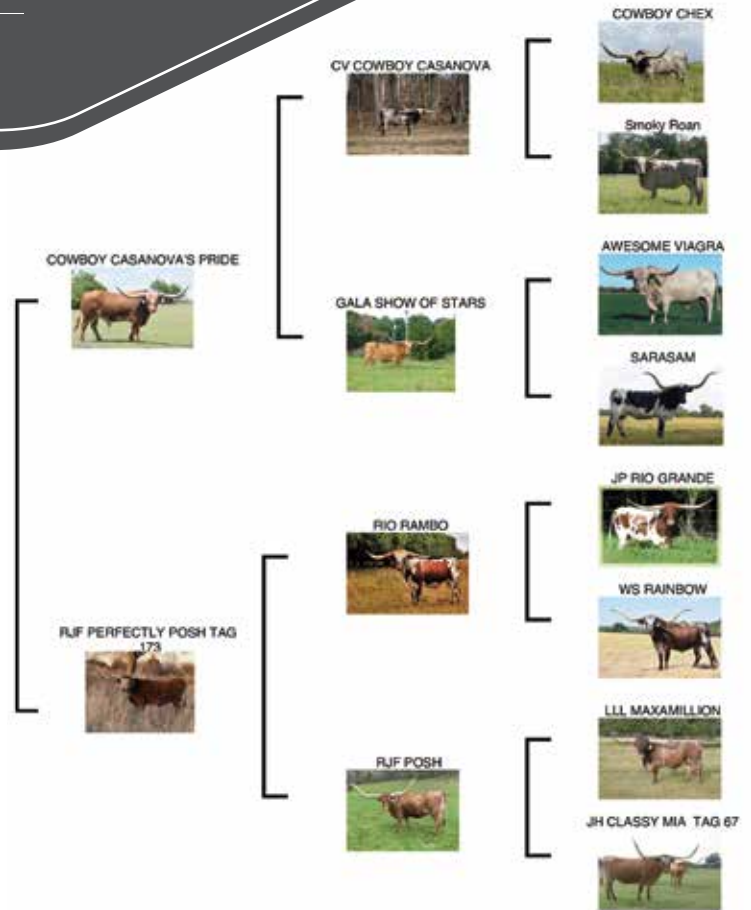 COWBOY CHEX
CV COWBOY CASANOVA
Smoky Roan
COWBOY CASANOVA'S PRIDE
AWESOME VIAGRA
GALA SHOW OF STARS
SARASAM
JP RIO GRANDE
RIO RAMBO
WS RAINBOW
RJF PERFECTLY POSH TAG
173
LLL MAXAMILLION
RJF POSH
JH CLASSY MIA TAG 67